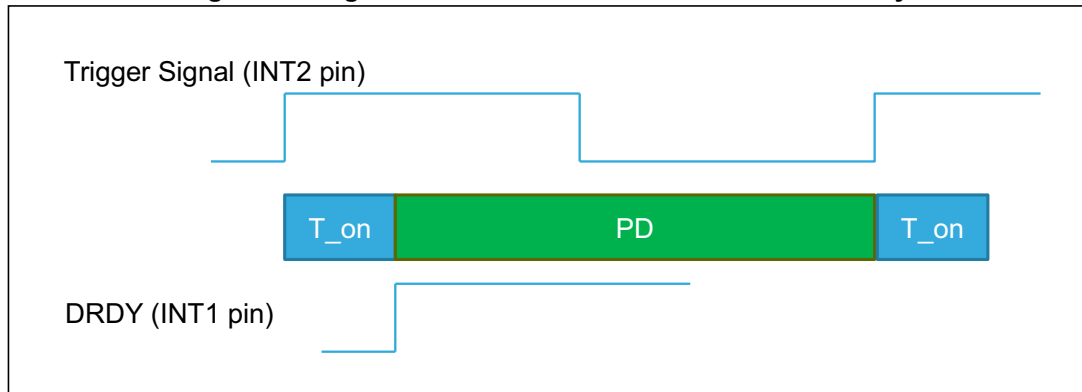 Trigger Signal (INT2 pin)
T_on PD T_on
DRDY (INT1 pin)